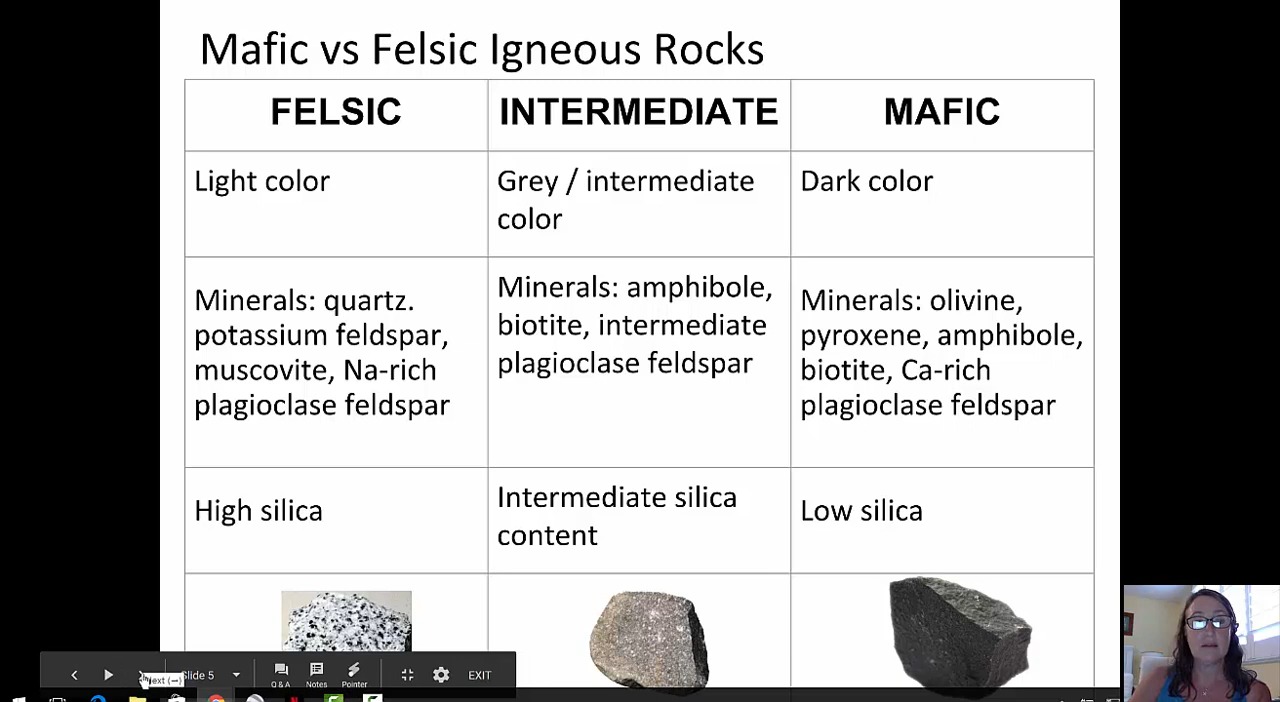 Mafic vs Felsic Igneous Rocks
FELSIC
INTERMEDIATE
MAFIC
Light color
Grey / intermediate
color
Dark color
Minerals: quartz.
potassium feldspar,
muscovite, Na-rich
plagioclase feldspar
Minerals: amphibole,
biotite, intermediate
plagioclase feldspar
Minerals: olivine,
pyroxene, amphibole,
biotite, Ca-rich
plagioclase feldspar
High silica
Intermediate silica
content
Low silica
Slide 5
Q & A
Notes
Pointer
EXIT